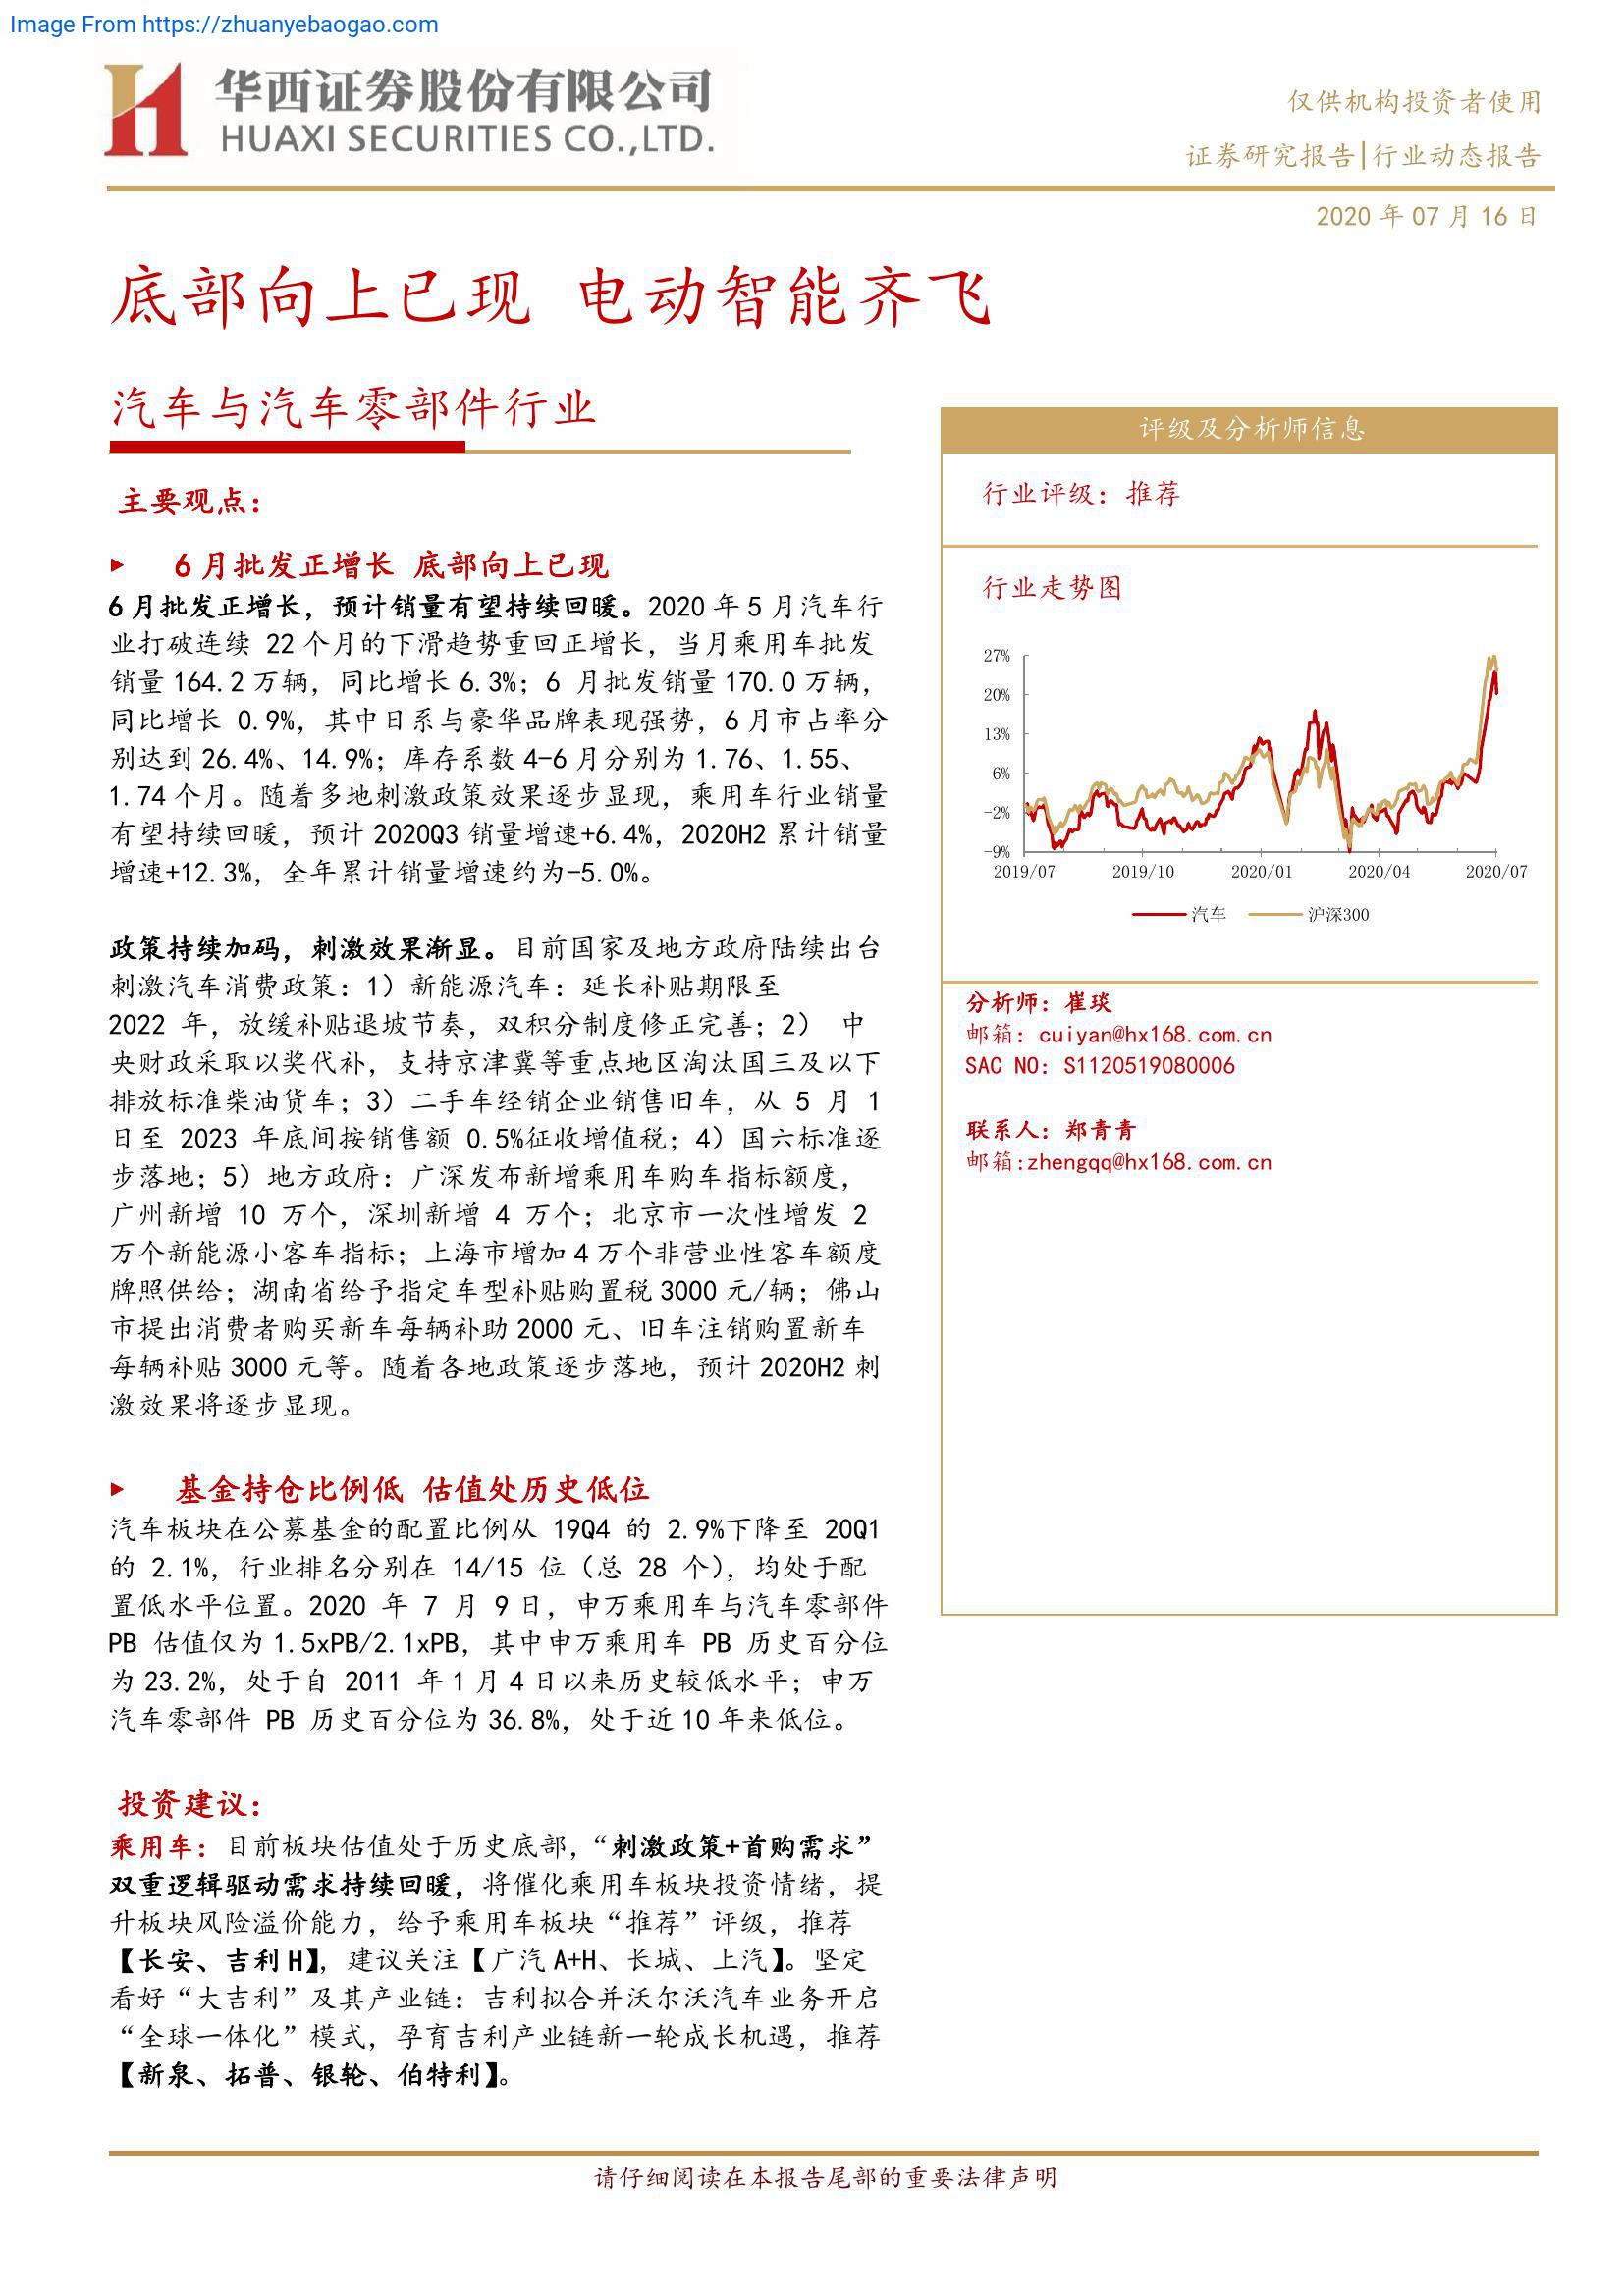 Image From https://zhuanyebaogao.com
华西证券股份有限公司
HUAXI SECURITIES CO.,LTD.
仅供机构投资者使用
证券研究报告|行业动态报告
2020 年 07 月 16 日
底部向上已现 电动智能齐飞
汽车与汽车零部件行业
主要观点：
► 6 月批发正增长 底部向上已现
6 月批发正增长，预计销量有望持续回暖。2020 年 5 月汽车行
业打破连续 22 个月的下滑趋势重回正增长，当月乘用车批发
销量 164.2 万辆，同比增长 6.3%；6 月批发销量 170.0 万辆，
同比增长 0.9%，其中日系与豪华品牌表现强势，6 月市占率分
别达到 26.4%、14.9%；库存系数 4-6 月分别为 1.76、1.55、
1.74 个月。随着多地刺激政策效果逐步显现，乘用车行业销量
有望持续回暖，预计 2020Q3 销量增速+6.4%，2020H2 累计销量
增速+12.3%，全年累计销量增速约为-5.0%。
政策持续加码，刺激效果渐显。目前国家及地方政府陆续出台
刺激汽车消费政策：1）新能源汽车：延长补贴期限至
2022 年，放缓补贴退坡节奏，双积分制度修正完善；2） 中
央财政采取以奖代补，支持京津冀等重点地区淘汰国三及以下
排放标准柴油货车；3）二手车经销企业销售旧车，从 5 月 1
日至 2023 年底间按销售额 0.5%征收增值税；4）国六标准逐
步落地；5）地方政府：广深发布新增乘用车购车指标额度，
广州新增 10 万个，深圳新增 4 万个；北京市一次性增发 2
万个新能源小客车指标；上海市增加 4 万个非营业性客车额度
牌照供给；湖南省给予指定车型补贴购置税 3000 元/辆；佛山
市提出消费者购买新车每辆补助 2000 元、旧车注销购置新车
每辆补贴 3000 元等。随着各地政策逐步落地，预计 2020H2 刺
激效果将逐步显现。
► 基金持仓比例低 估值处历史低位
汽车板块在公募基金的配置比例从 19Q4 的 2.9%下降至 20Q1
的 2.1%，行业排名分别在 14/15 位（总 28 个），均处于配
置低水平位置。2020 年 7 月 9 日，申万乘用车与汽车零部件
PB 估值仅为 1.5xPB/2.1xPB，其中申万乘用车 PB 历史百分位
为 23.2%，处于自 2011 年 1 月 4 日以来历史较低水平；申万
汽车零部件 PB 历史百分位为 36.8%，处于近 10 年来低位。
投资建议：
乘用车：目前板块估值处于历史底部，“刺激政策+首购需求”
双重逻辑驱动需求持续回暖，将催化乘用车板块投资情绪，提
升板块风险溢价能力，给予乘用车板块“推荐”评级，推荐
【长安、吉利 H】，建议关注【广汽 A+H、长城、上汽】。坚定
看好“大吉利”及其产业链：吉利拟合并沃尔沃汽车业务开启
“全球一体化”模式，孕育吉利产业链新一轮成长机遇，推荐
【新泉、拓普、银轮、伯特利】。
评级及分析师信息
行业评级：推荐
行业走势图
27%
20%
13%
6%
-2%
-9%
2019/07 2019/10 2020/01 2020/04 2020/07
汽车 沪深300
分析师：崔琰
邮箱：cuiyan@hx168.com.cn
SAC NO：S1120519080006
联系人：郑青青
邮箱:zhengqq@hx168.com.cn
请仔细阅读在本报告尾部的重要法律声明